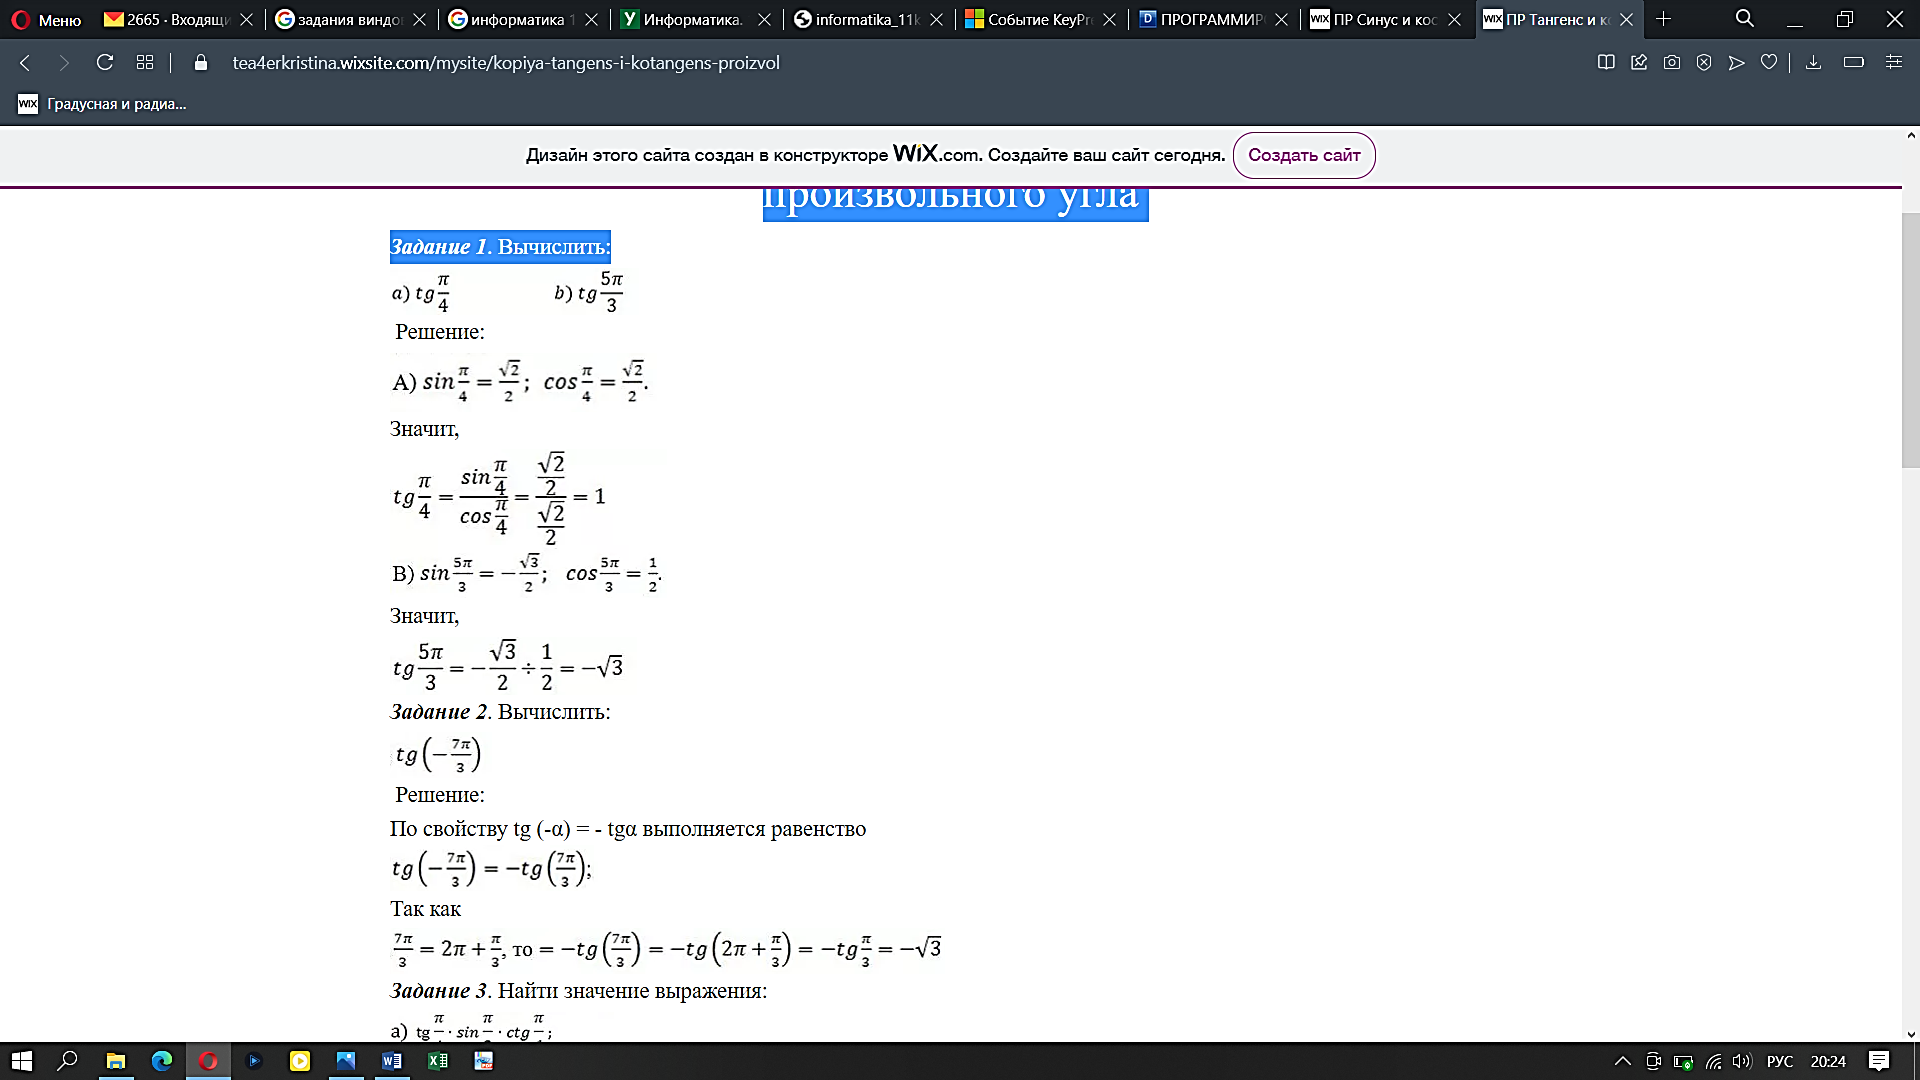 Меню
2665 · Входящи
задания виндо
информатика 1
Информатика.
informatika_11k
Событие KeyPre
ПРОГРАММИР
ПР Синус и кос
ПР Тангенс и ко
tea4erkristina.wixsite.com/mysite/kopiya-tangens-i-kotangens-proizvol
WIX Градусная и радиа...
Дизайн этого сайта создан в конструкторе WiX.com. Создайте ваш сайт сегодня. Создать сайт
произвольного угла
Задание 1. Вычислить:
a) tg π/4 b) tg 5π/3
Решение:
A) sin π/4 = √2/2; cos π/4 = √2/2.
Значит,
tg π/4 = (sin π/4)/(cos π/4) = (√2/2)/(√2/2) = 1
B) sin 5π/3 = −√3/2; cos 5π/3 = 1/2.
Значит,
tg 5π/3 = −√3/2 ÷ 1/2 = −√3
Задание 2. Вычислить:
tg(−7π/3)
Решение:
По свойству tg (-α) = - tgα выполняется равенство
tg(−7π/3) = −tg(7π/3);
Так как
7π/3 = 2π + π/3, то = −tg(7π/3) = −tg(2π + π/3) = −tg π/3 = −√3
Задание 3. Найти значение выражения:
РУС 20:24